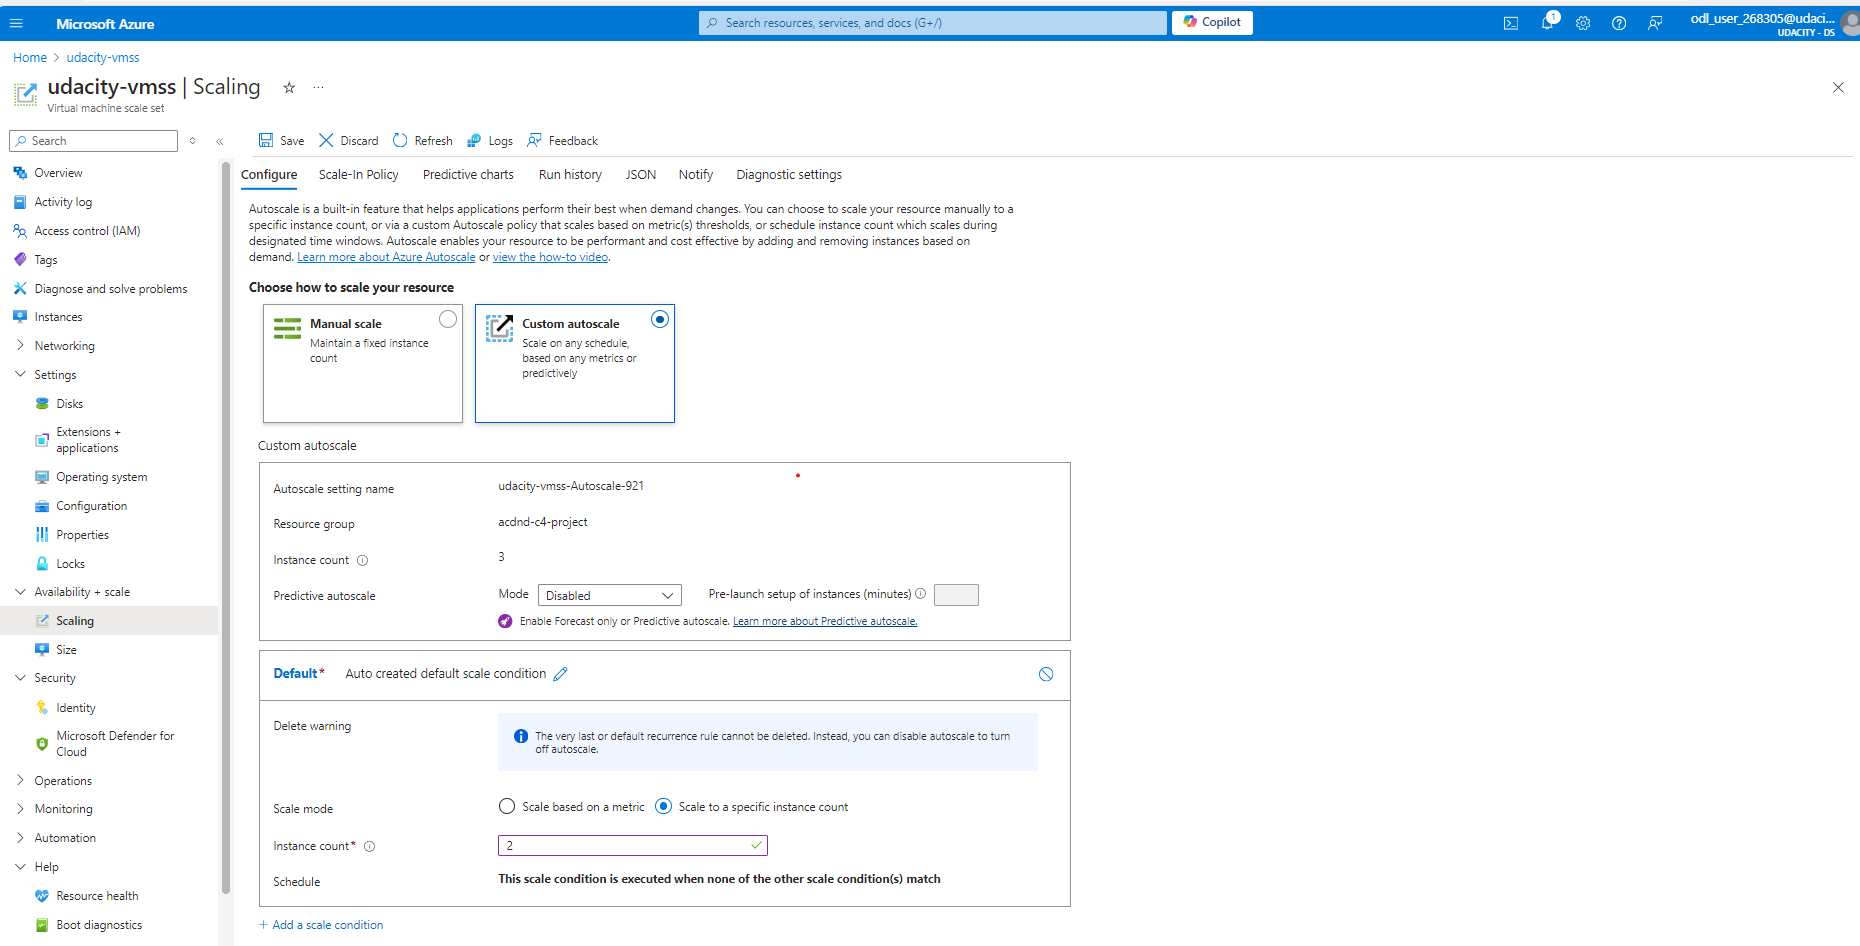 Microsoft Azure
Search resources, services, and docs (G+/)
Copilot
1
odl_user_268305@udaci...
UDACITY - DS
Home > udacity-vmss
udacity-vmss | Scaling
Virtual machine scale set
Search
Save
Discard
Refresh
Logs
Feedback
Overview
Activity log
Access control (IAM)
Tags
Diagnose and solve problems
Instances
Networking
Settings
Disks
Extensions +
applications
Operating system
Configuration
Properties
Locks
Availability + scale
Scaling
Size
Security
Identity
Microsoft Defender for
Cloud
Operations
Monitoring
Automation
Help
Resource health
Boot diagnostics
Configure
Scale-In Policy
Predictive charts
Run history
JSON
Notify
Diagnostic settings
Autoscale is a built-in feature that helps applications perform their best when demand changes. You can choose to scale your resource manually to a
specific instance count, or via a custom Autoscale policy that scales based on metric(s) thresholds, or schedule instance count which scales during
designated time windows. Autoscale enables your resource to be performant and cost effective by adding and removing instances based on
demand. Learn more about Azure Autoscale or view the how-to video.
Choose how to scale your resource
Manual scale
Maintain a fixed instance
count
Custom autoscale
Scale on any schedule,
based on any metrics or
predictively
Custom autoscale
Autoscale setting name
udacity-vmss-Autoscale-921
Resource group
acdnd-c4-project
Instance count
3
Predictive autoscale
Mode
Disabled
Pre-launch setup of instances (minutes)
Enable Forecast only or Predictive autoscale. Learn more about Predictive autoscale.
Default*
Auto created default scale condition
Delete warning
The very last or default recurrence rule cannot be deleted. Instead, you can disable autoscale to turn
off autoscale.
Scale mode
Scale based on a metric
Scale to a specific instance count
Instance count*
2
Schedule
This scale condition is executed when none of the other scale condition(s) match
+ Add a scale condition